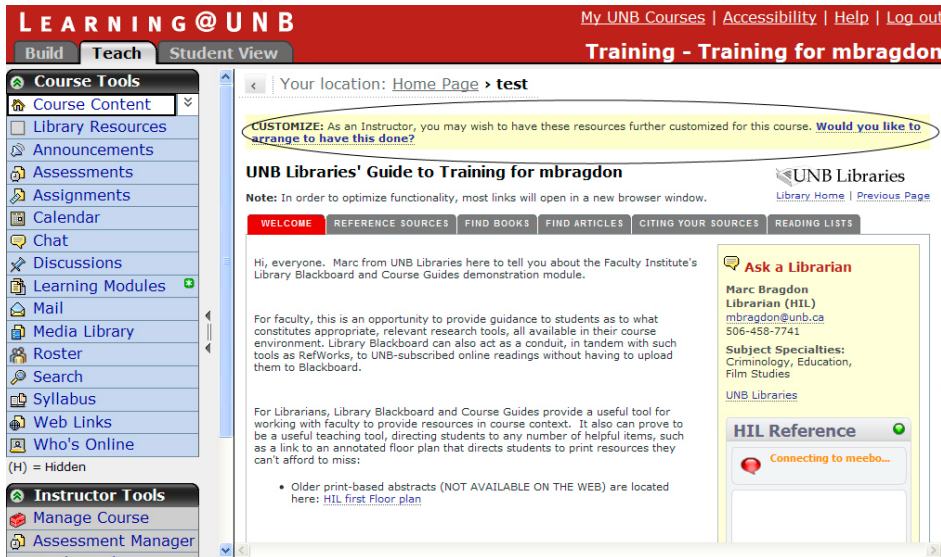 LEARNING@UNB
My UNB Courses | Accessibility | Help | Log out
Build Teach Student View
Training - Training for mbragdon
Course Tools
Course Content
Library Resources
Announcements
Assessments
Assignments
Calendar
Chat
Discussions
Learning Modules
Mail
Media Library
Roster
Search
Syllabus
Web Links
Who's Online
(H) = Hidden
Instructor Tools
Manage Course
Assessment Manager
Your location: Home Page › test
CUSTOMIZE: As an Instructor, you may wish to have these resources further customized for this course. Would you like to
arrange to have this done?
UNB Libraries' Guide to Training for mbragdon
Note: In order to optimize functionality, most links will open in a new browser window.
UNB Libraries
Library Home | Previous Page
WELCOME REFERENCE SOURCES FIND BOOKS FIND ARTICLES CITING YOUR SOURCES READING LISTS
Hi, everyone. Marc from UNB Libraries here to tell you about the Faculty Institute's
Library Blackboard and Course Guides demonstration module.
For faculty, this is an opportunity to provide guidance to students as to what
constitutes appropriate, relevant research tools, all available in their course
environment. Library Blackboard can also act as a conduit, in tandem with such
tools as RefWorks, to UNB-subscribed online readings without having to upload
them to Blackboard.
For Librarians, Library Blackboard and Course Guides provide a useful tool for
working with faculty to provide resources in course context. It also can prove to
be a useful teaching tool, directing students to any number of helpful items, such
as a link to an annotated floor plan that directs students to print resources they
can't afford to miss:
• Older print-based abstracts (NOT AVAILABLE ON THE WEB) are located
here: HIL first Floor plan
Ask a Librarian
Marc Bragdon
Librarian (HIL)
mbragdon@unb.ca
506-458-7741
Subject Specialties:
Criminology, Education,
Film Studies
UNB Libraries
HIL Reference
Connecting to meebo...